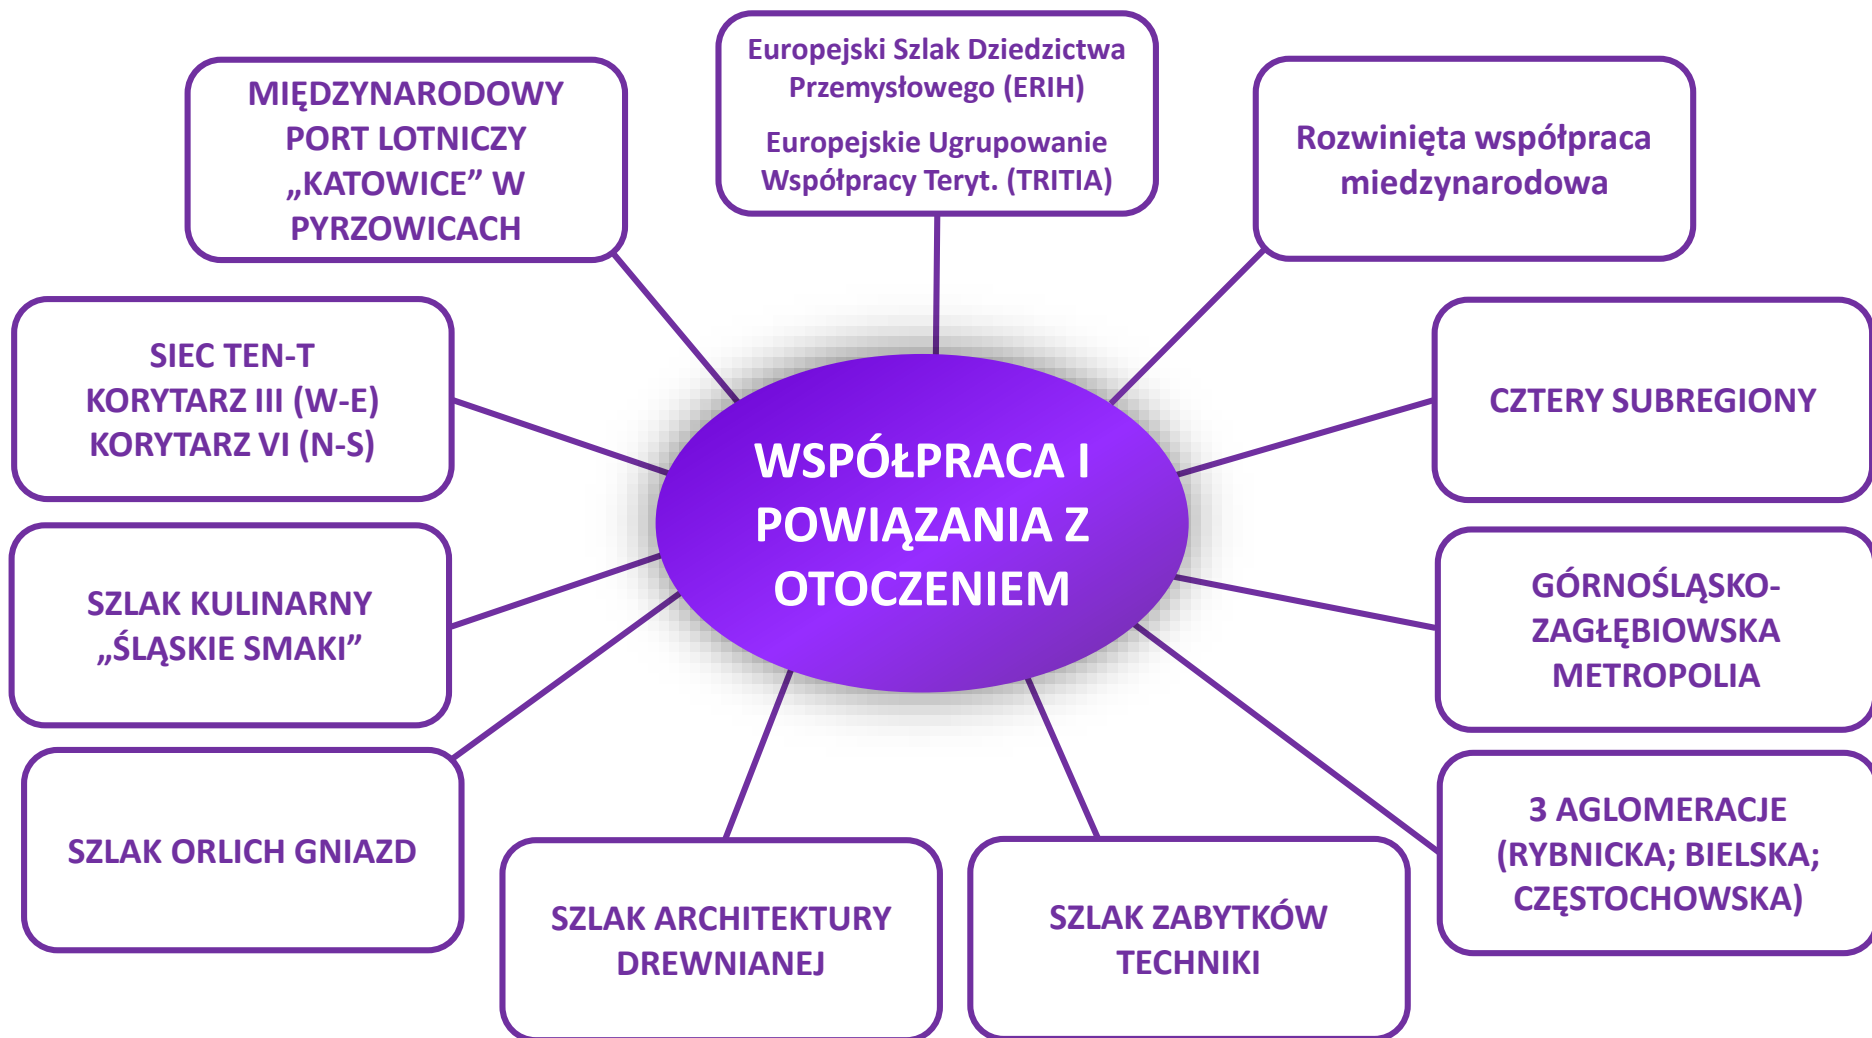 Europejski Szlak Dziedzictwa
Przemysłowego (ERIH)
Europejskie Ugrupowanie
Współpracy Teryt. (TRITIA)
MIĘDZYNARODOWY
PORT LOTNICZY
„KATOWICE” W
PYRZOWICACH
Rozwinięta współpraca
miedzynarodowa
SIEC TEN-T
KORYTARZ III (W-E)
KORYTARZ VI (N-S)
CZTERY SUBREGIONY
WSPÓŁPRACA I
POWIĄZANIA Z
OTOCZENIEM
SZLAK KULINARNY
„ŚLĄSKIE SMAKI”
GÓRNOŚLĄSKO-
ZAGŁĘBIOWSKA
METROPOLIA
SZLAK ORLICH GNIAZD
3 AGLOMERACJE
(RYBNICKA; BIELSKA;
CZĘSTOCHOWSKA)
SZLAK ARCHITEKTURY
DREWNIANEJ
SZLAK ZABYTKÓW
TECHNIKI